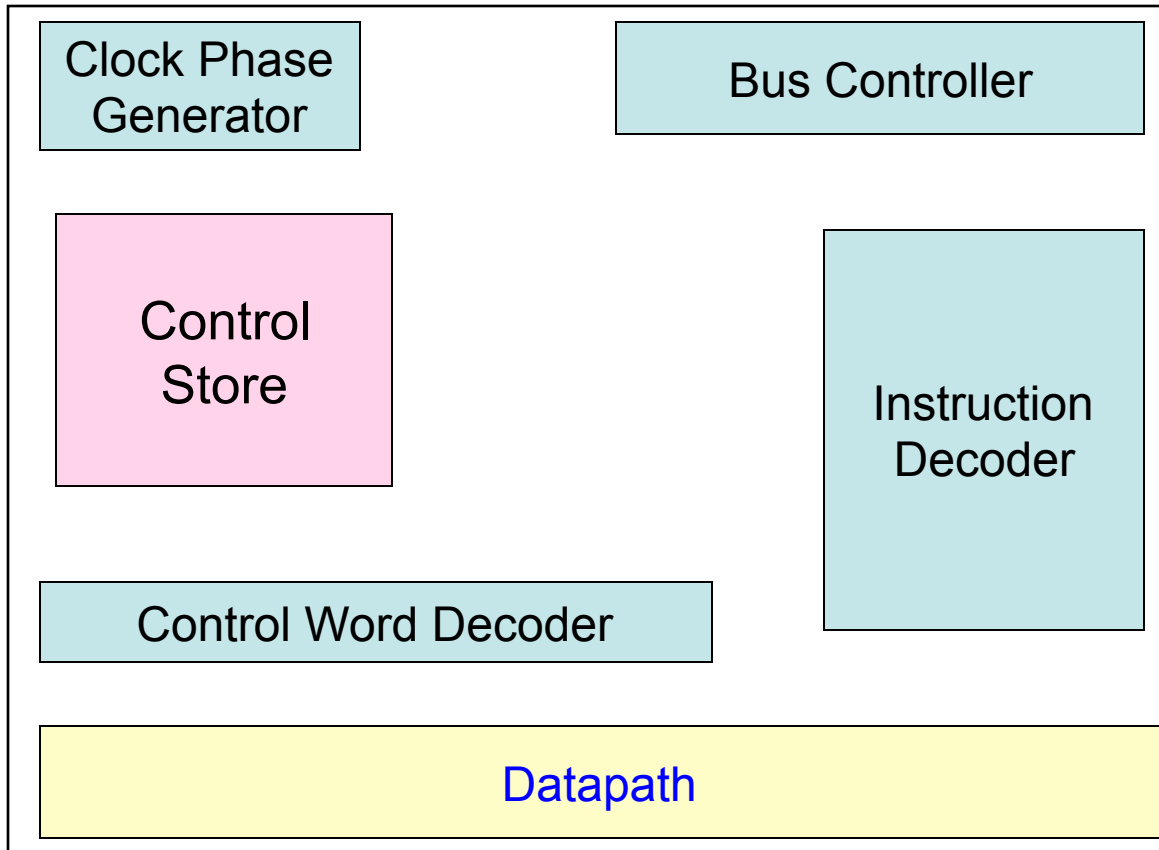 Clock Phase
Generator
Bus Controller
Control
Store
Instruction
Decoder
Control Word Decoder
Datapath